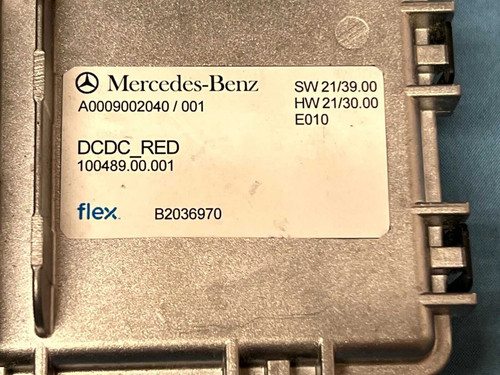 Mercedes-Benz
A0009002040 / 001
SW 21/39.00
HW 21/30.00
E010
DCDC_RED
100489.00.001
flex.
B2036970